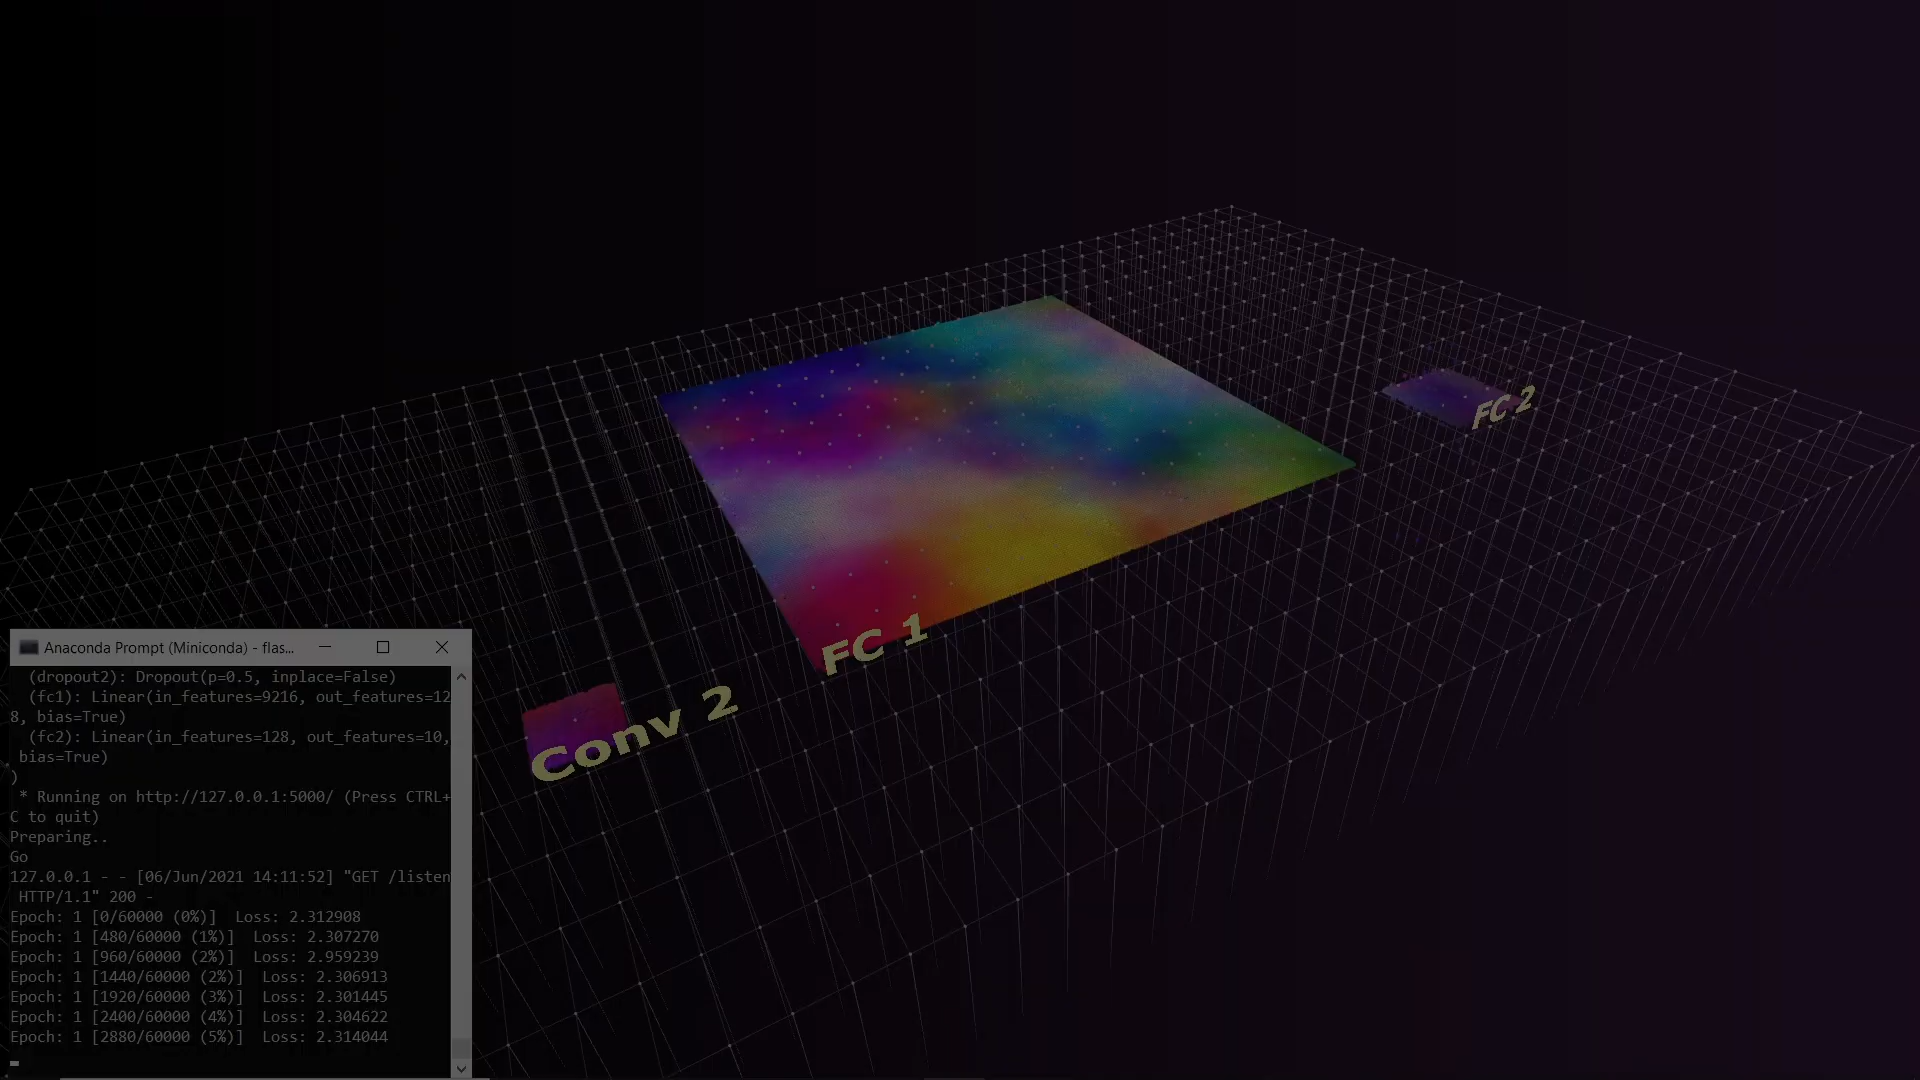 FC 2
FC 1
Conv 2
Anaconda Prompt (Miniconda) - flas...
(dropout2): Dropout(p=0.5, inplace=False)
(fc1): Linear(in_features=9216, out_features=12
8, bias=True)
(fc2): Linear(in_features=128, out_features=10,
bias=True)
)
* Running on http://127.0.0.1:5000/ (Press CTRL+
C to quit)
Preparing..
Go
127.0.0.1 - - [06/Jun/2021 14:11:52] "GET /listen
HTTP/1.1" 200 -
Epoch: 1 [0/60000 (0%)]  Loss: 2.312908
Epoch: 1 [480/60000 (1%)]  Loss: 2.307270
Epoch: 1 [960/60000 (2%)]  Loss: 2.959239
Epoch: 1 [1440/60000 (2%)]  Loss: 2.306913
Epoch: 1 [1920/60000 (3%)]  Loss: 2.301445
Epoch: 1 [2400/60000 (4%)]  Loss: 2.304622
Epoch: 1 [2880/60000 (5%)]  Loss: 2.314044